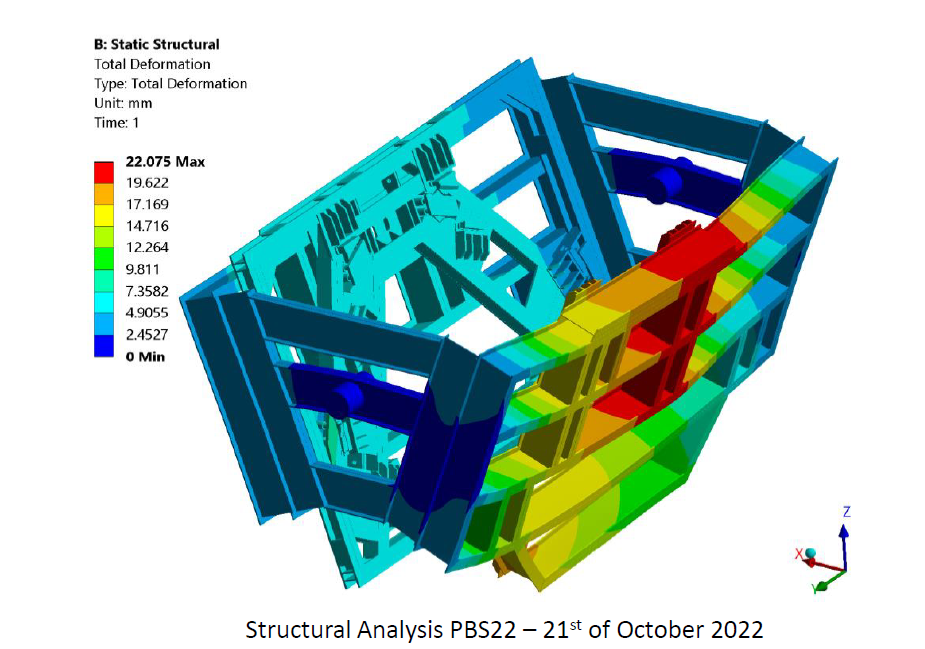 B: Static Structural
Total Deformation
Type: Total Deformation
Unit: mm
Time: 1
22.075 Max
19.622
17.169
14.716
12.264
9.811
7.3582
4.9055
2.4527
0 Min
Z
X
Y
Structural Analysis PBS22 – 21st of October 2022